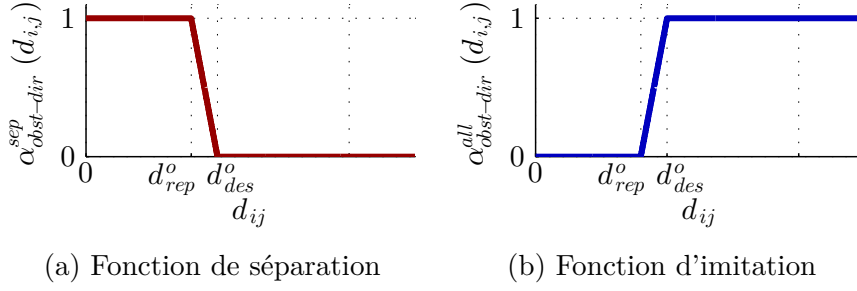 α^{sep}_{obst−dir} (d_{i,j})
1
0
0
d^o_{rep}
d^o_{des}
d_{ij}
(a) Fonction de séparation
α^{all}_{obst−dir} (d_{i,j})
1
0
0
d^o_{rep}
d^o_{des}
d_{ij}
(b) Fonction d'imitation